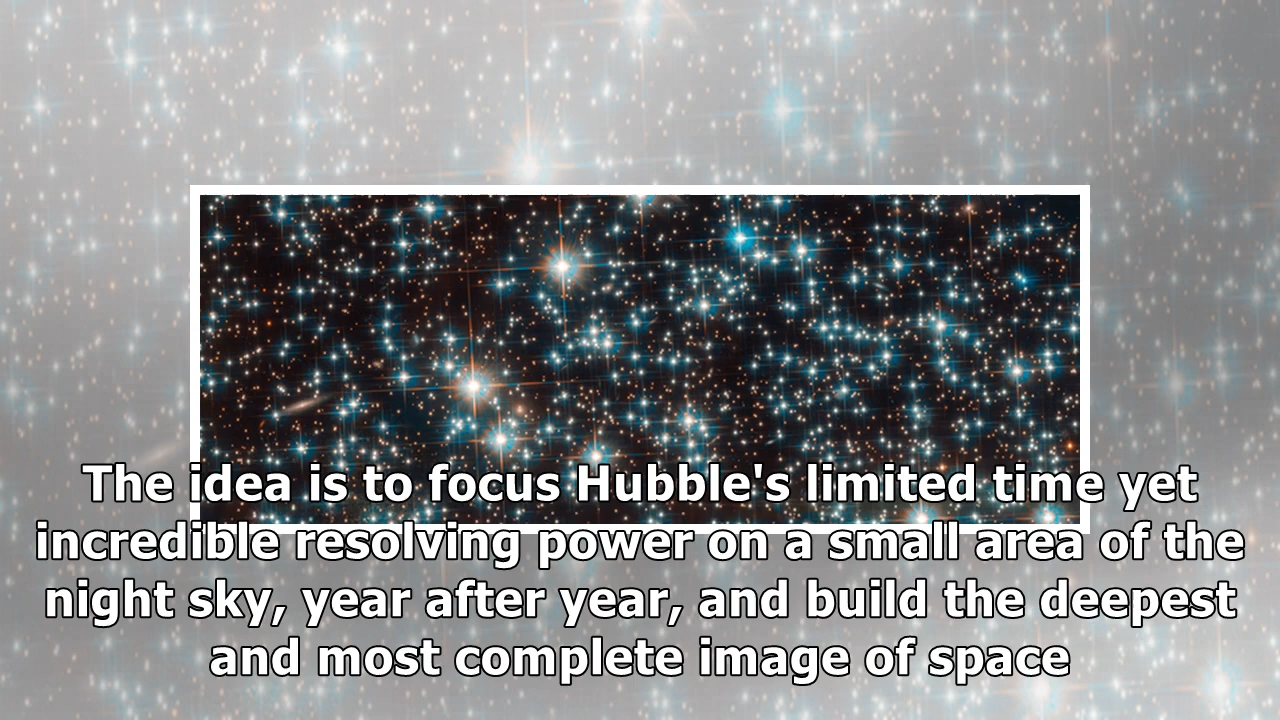 The idea is to focus Hubble's limited time yet
incredible resolving power on a small area of the
night sky, year after year, and build the deepest
and most complete image of space